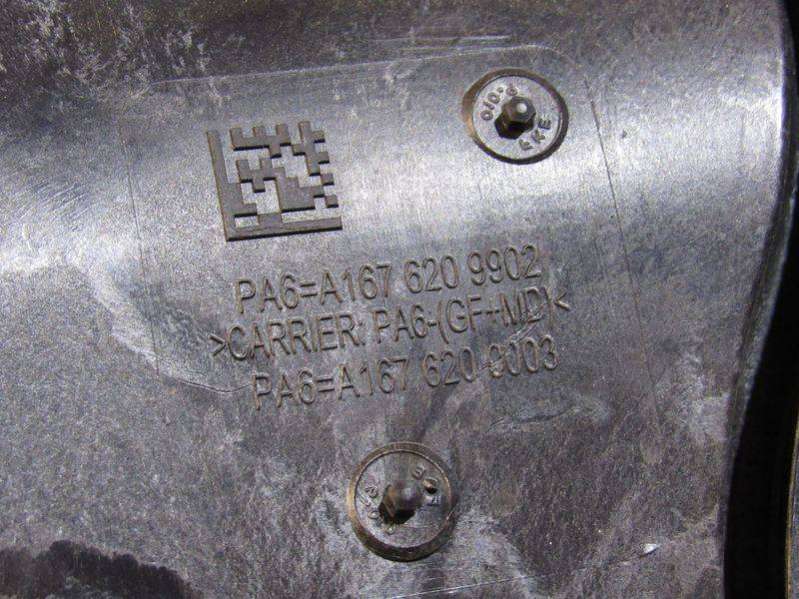 PA6=A167 620 9902
>CARRIER: PA6-(GF+MD)<
PA6=A167 620 9003